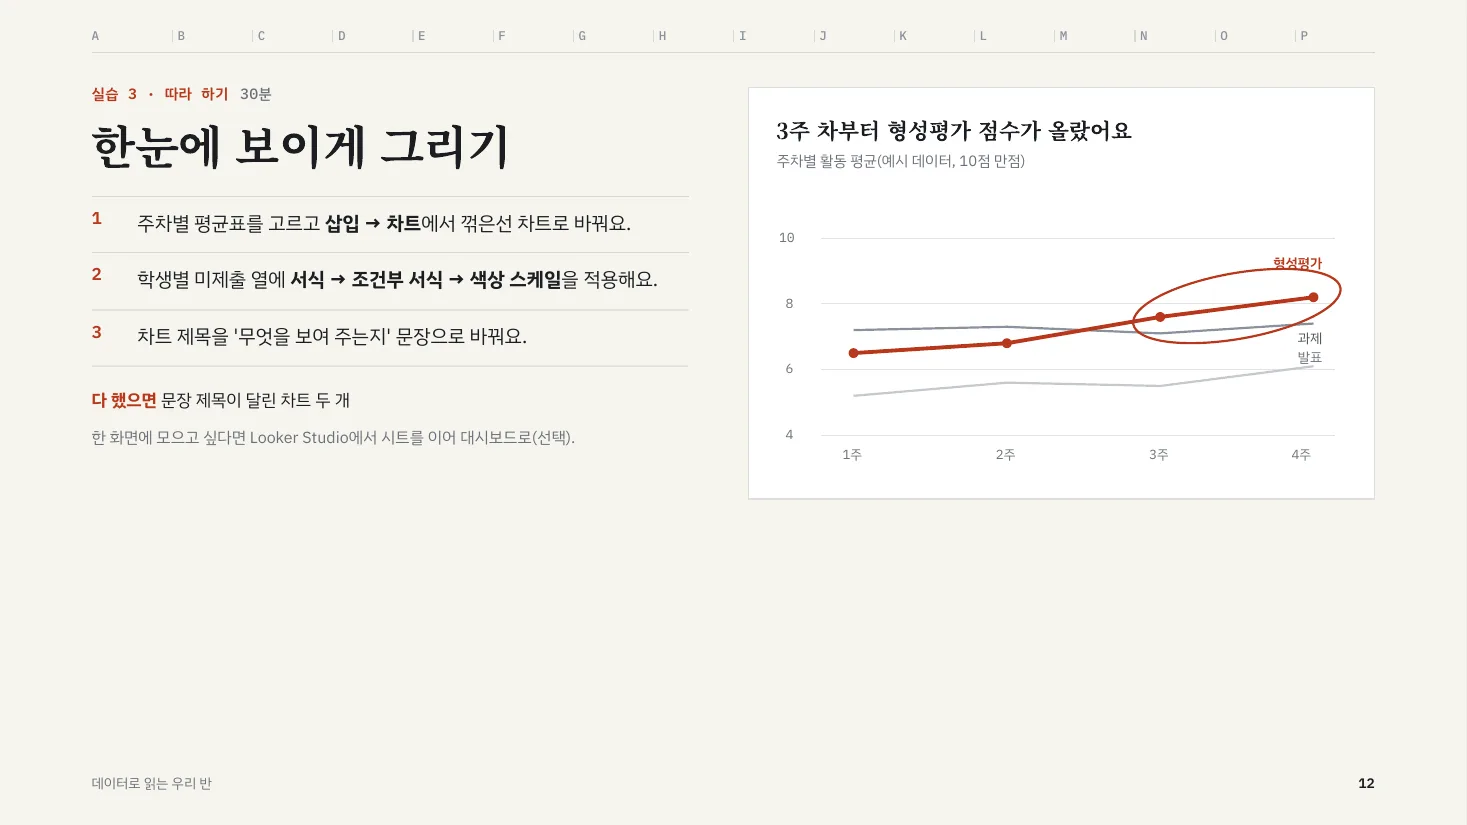 A B C D E F G H I J K L M N O P
실습 3 · 따라 하기 30분
한눈에 보이게 그리기
1 주차별 평균표를 고르고 삽입 → 차트에서 꺾은선 차트로 바꿔요.
2 학생별 미제출 열에 서식 → 조건부 서식 → 색상 스케일을 적용해요.
3 차트 제목을 '무엇을 보여 주는지' 문장으로 바꿔요.
다 했으면 문장 제목이 달린 차트 두 개
한 화면에 모으고 싶다면 Looker Studio에서 시트를 이어 대시보드로(선택).
3주 차부터 형성평가 점수가 올랐어요
주차별 활동 평균(예시 데이터, 10점 만점)
10
형성평가
8
과제
발표
6
4
1주 2주 3주 4주
데이터로 읽는 우리 반
12